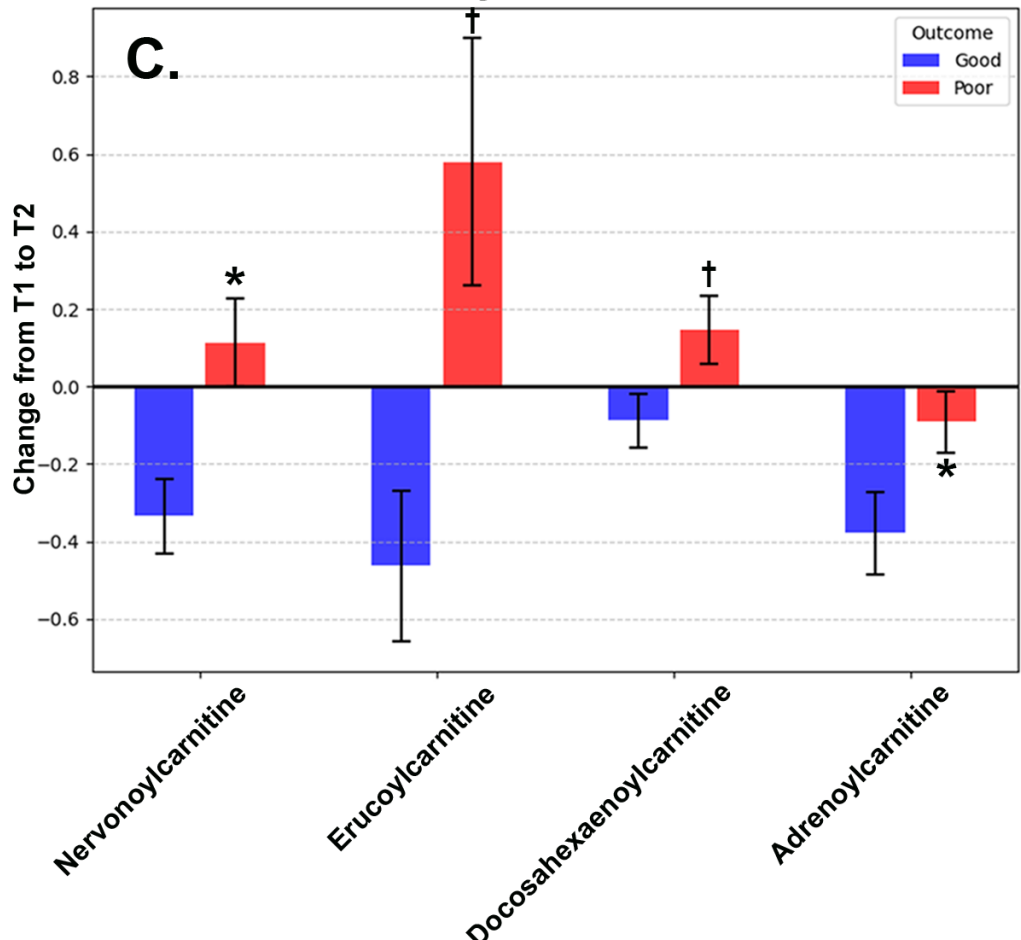 C.
Outcome
Good
Poor
Change from T1 to T2
0.8
0.6
0.4
0.2
0.0
−0.2
−0.4
−0.6
†
*
†
*
Nervonoylcarnitine
Erucoylcarnitine
Docosahexaenoylcarnitine
Adrenoylcarnitine